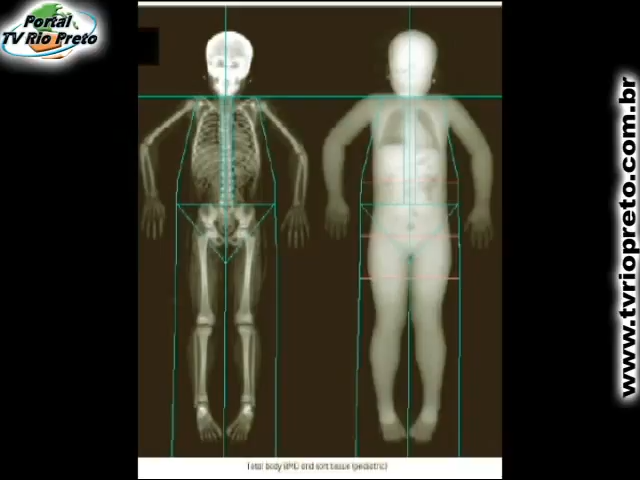 Portal
TV Rio Preto
www.tvriopreto.com.br
Total body BMD and soft tissue (pediatric)